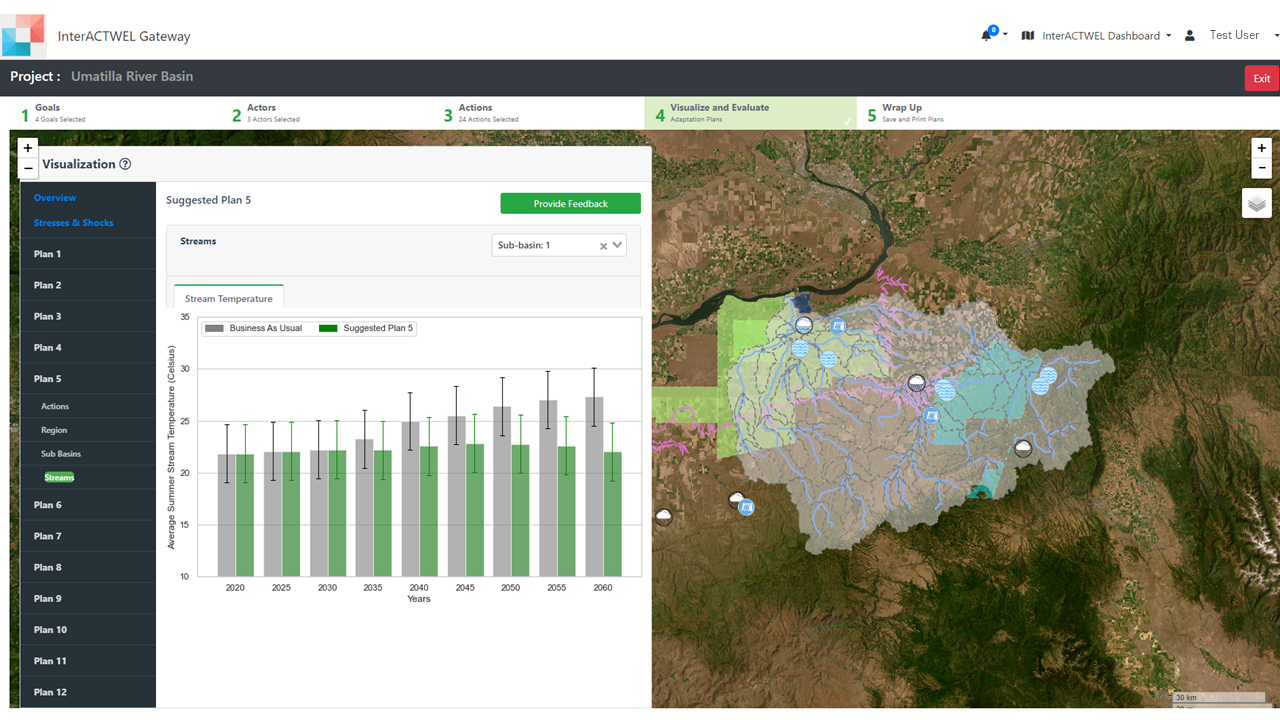 InterACTWEL Gateway
0
InterACTWEL Dashboard
Test User
Project : Umatilla River Basin
Exit
1 Goals
4 Goals Selected
2 Actors
3 Actors Selected
3 Actions
24 Actions Selected
4 Visualize and Evaluate
Adaptation Plans
5 Wrap Up
Save and Print Plans
+
−
Visualization ?
Overview
Stresses & Shocks
Plan 1
Plan 2
Plan 3
Plan 4
Plan 5
Actions
Region
Sub Basins
Streams
Plan 6
Plan 7
Plan 8
Plan 9
Plan 10
Plan 11
Plan 12
Suggested Plan 5
Provide Feedback
Streams
Sub-basin: 1
Stream Temperature
Business As Usual
Suggested Plan 5
Average Summer Stream Temperature (Celsius)
35
30
25
20
15
10
2020 2025 2030 2035 2040 2045 2050 2055 2060
Years
+
−
30 km